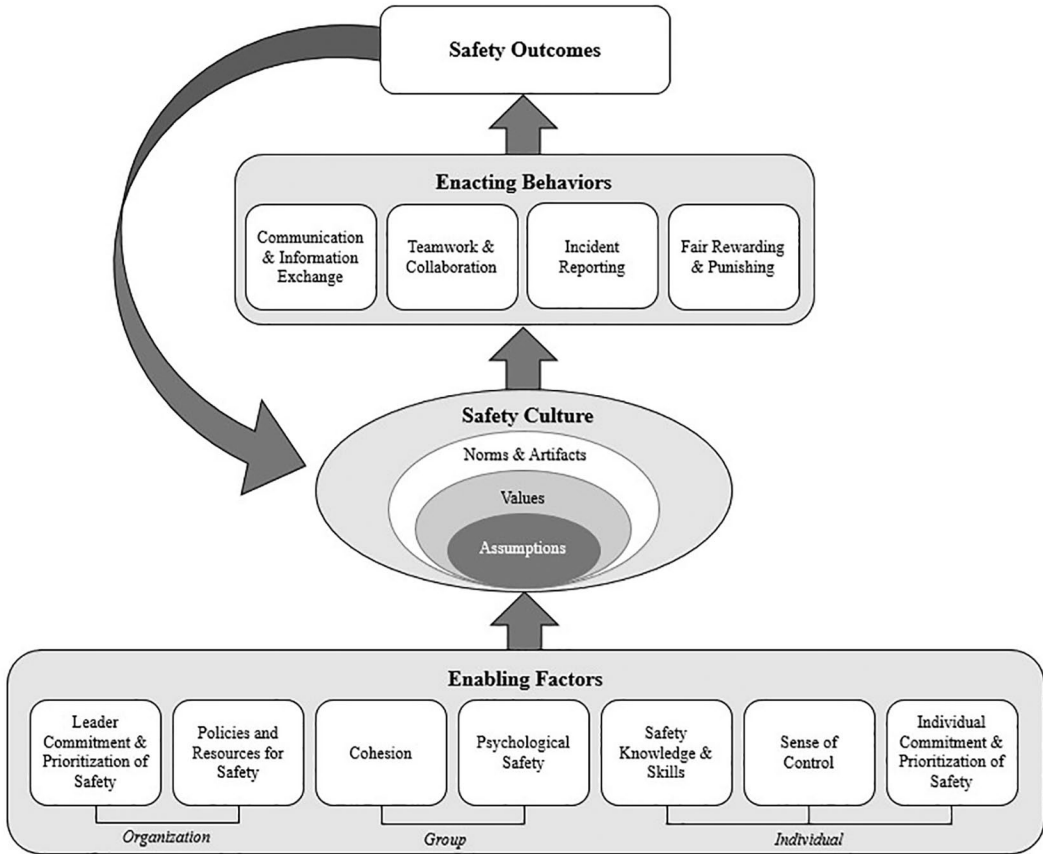 Safety Outcomes
Enacting Behaviors
Communication
& Information
Exchange
Teamwork &
Collaboration
Incident
Reporting
Fair Rewarding
& Punishing
Safety Culture
Norms & Artifacts
Values
Assumptions
Enabling Factors
Leader
Commitment &
Prioritization of
Safety
Policies and
Resources for
Safety
Cohesion
Psychological
Safety
Safety
Knowledge &
Skills
Sense of
Control
Individual
Commitment &
Prioritization of
Safety
Organization
Group
Individual